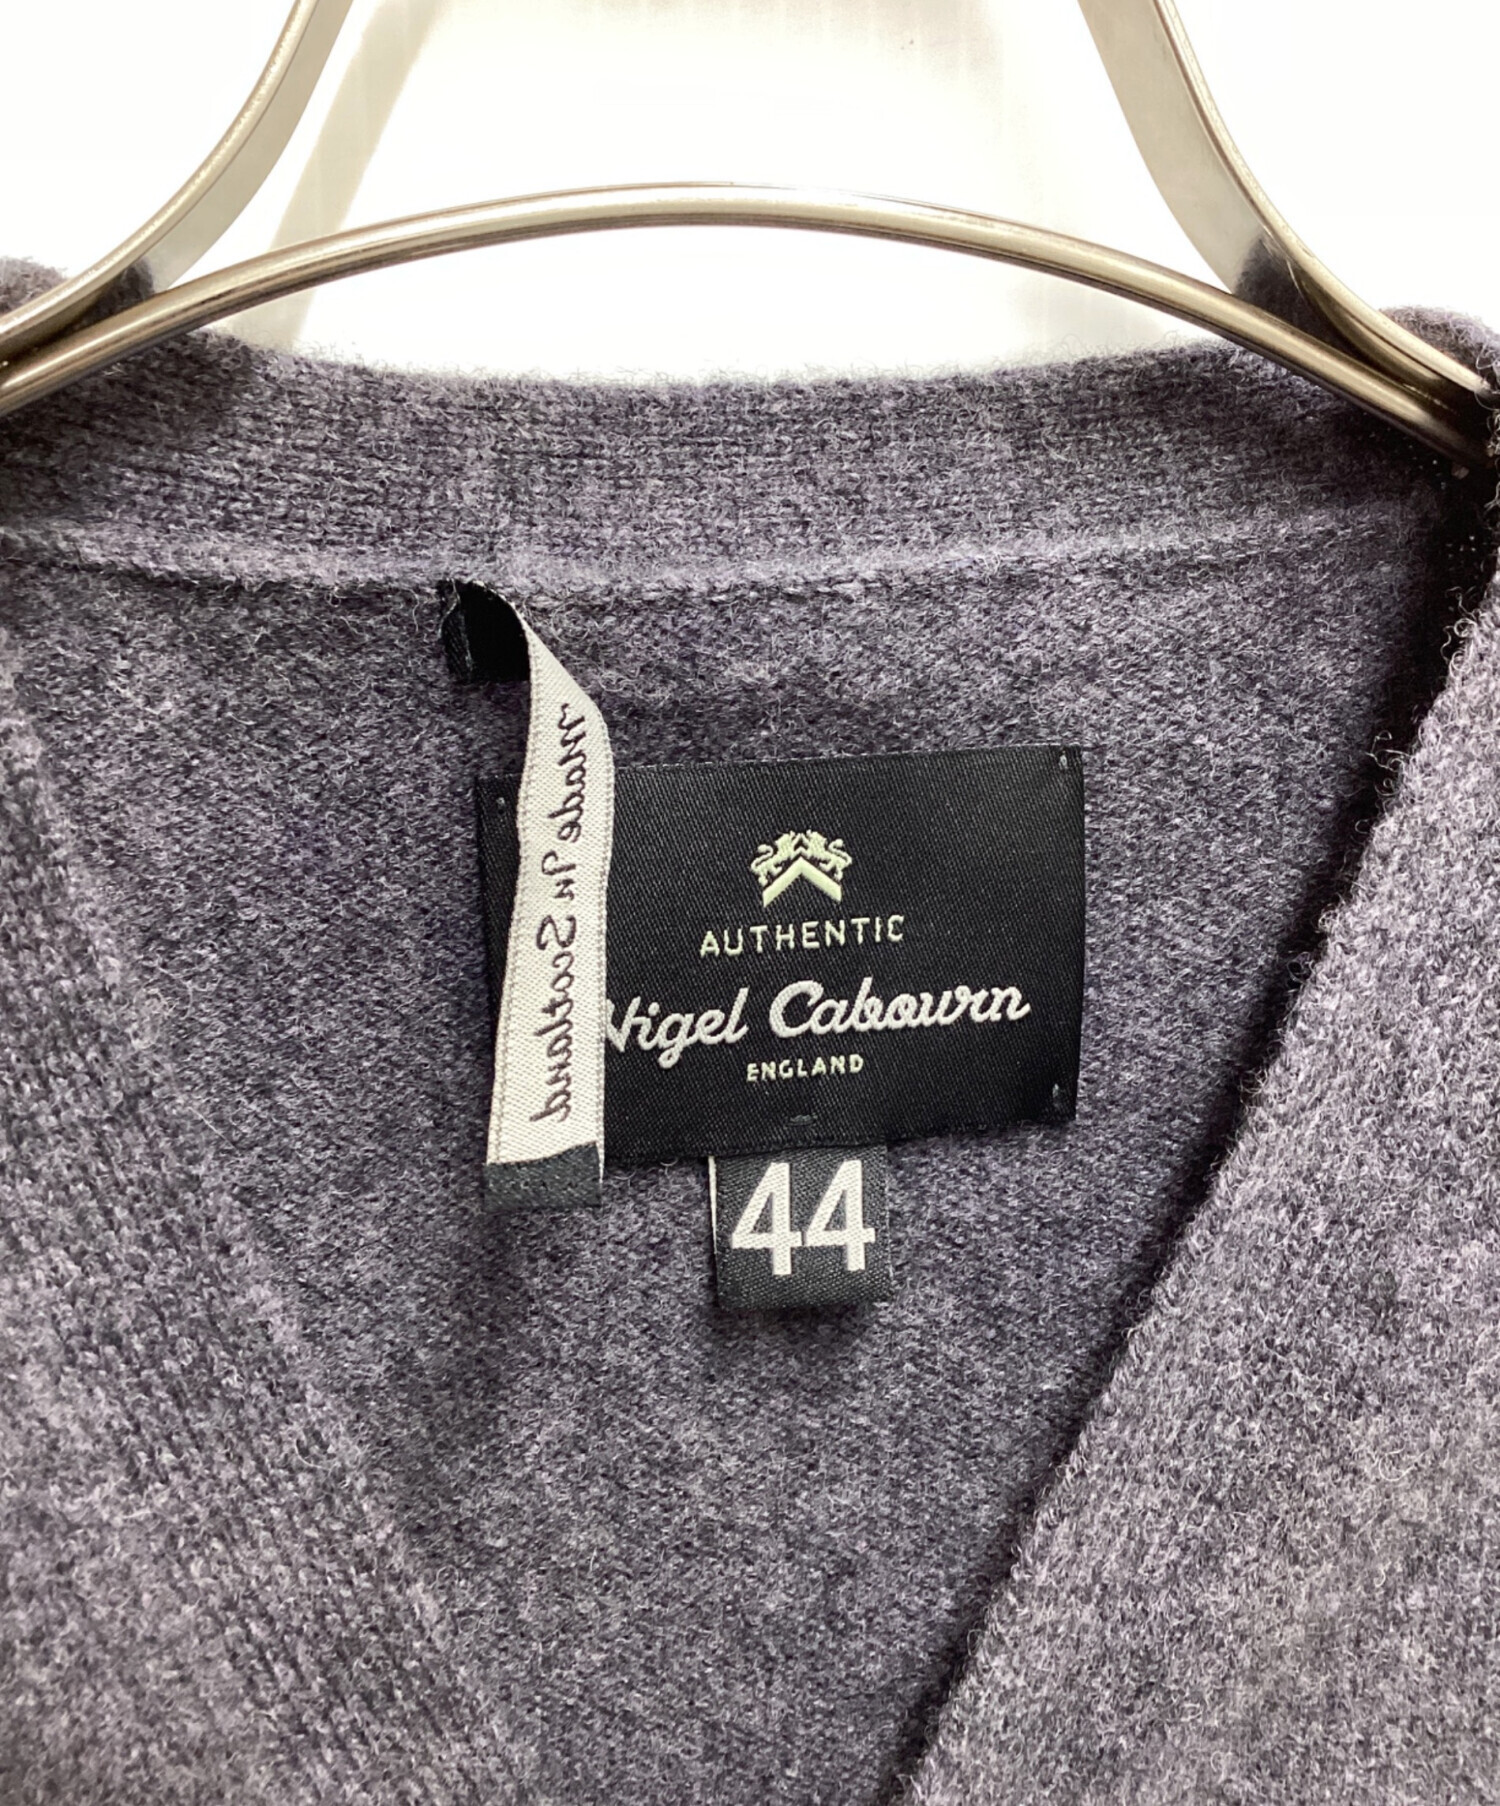 Made In Scotland
AUTHENTIC
Nigel Cabourn
ENGLAND
44